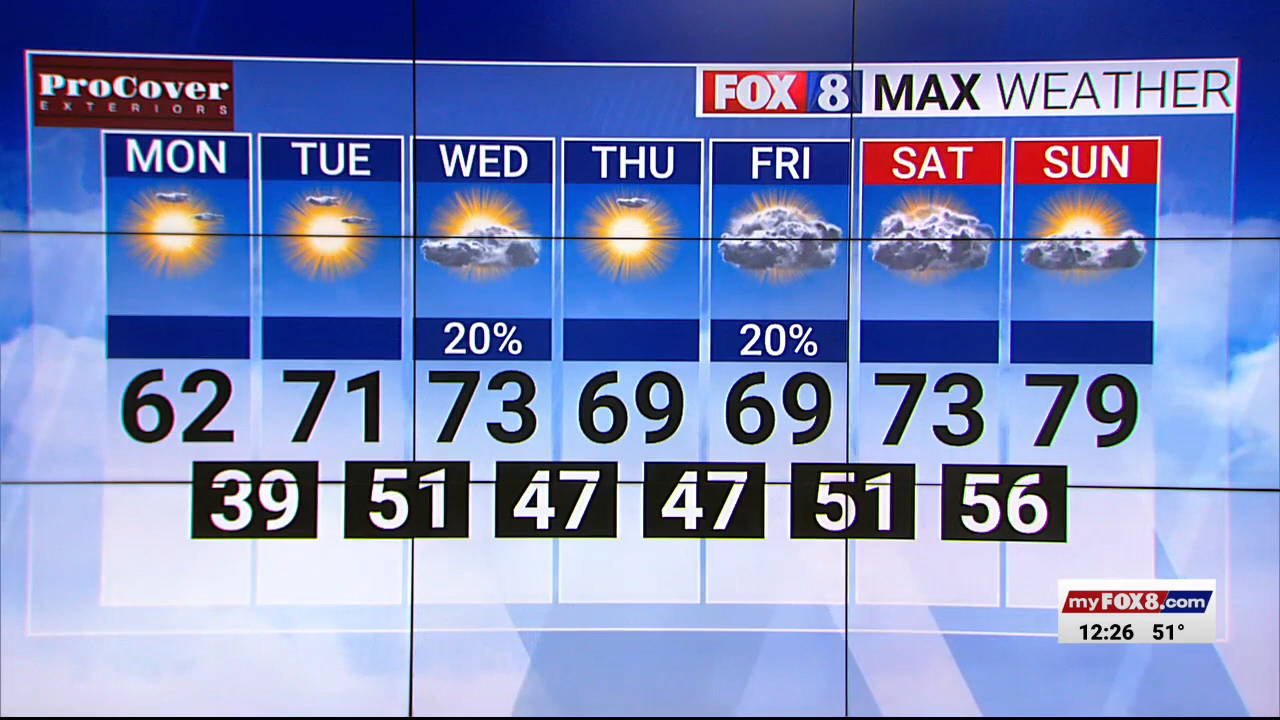 ProCover
EXTERIORS
FOX 8 MAX WEATHER
MON TUE WED THU FRI SAT SUN
20% 20%
62 71 73 69 69 73 79
39 51 47 47 51 56
myFOX8.com
12:26 51°